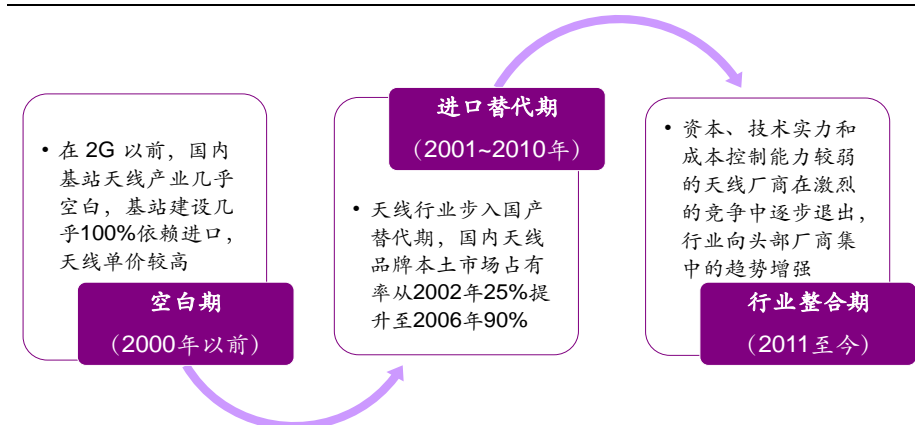 • 在 2G 以前，国内
基站天线产业几乎
空白，基站建设几
乎100%依赖进口，
天线单价较高
空白期
（2000年以前）
进口替代期
（2001~2010年）
• 天线行业步入国产
替代期，国内天线
品牌本土市场占有
率从2002年25%提
升至2006年90%
• 资本、技术实力和
成本控制能力较弱
的天线厂商在激烈
的竞争中逐步退出，
行业向头部厂商集
中的趋势增强
行业整合期
（2011至今）